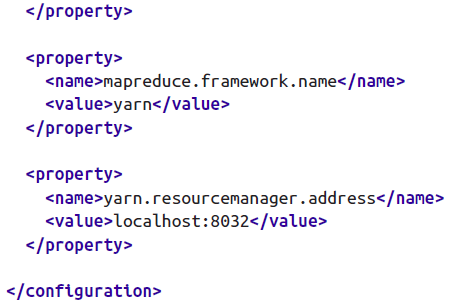 </property>
<property>
<name>mapreduce.framework.name</name>
<value>yarn</value>
</property>
<property>
<name>yarn.resourcemanager.address</name>
<value>localhost:8032</value>
</property>
</configuration>